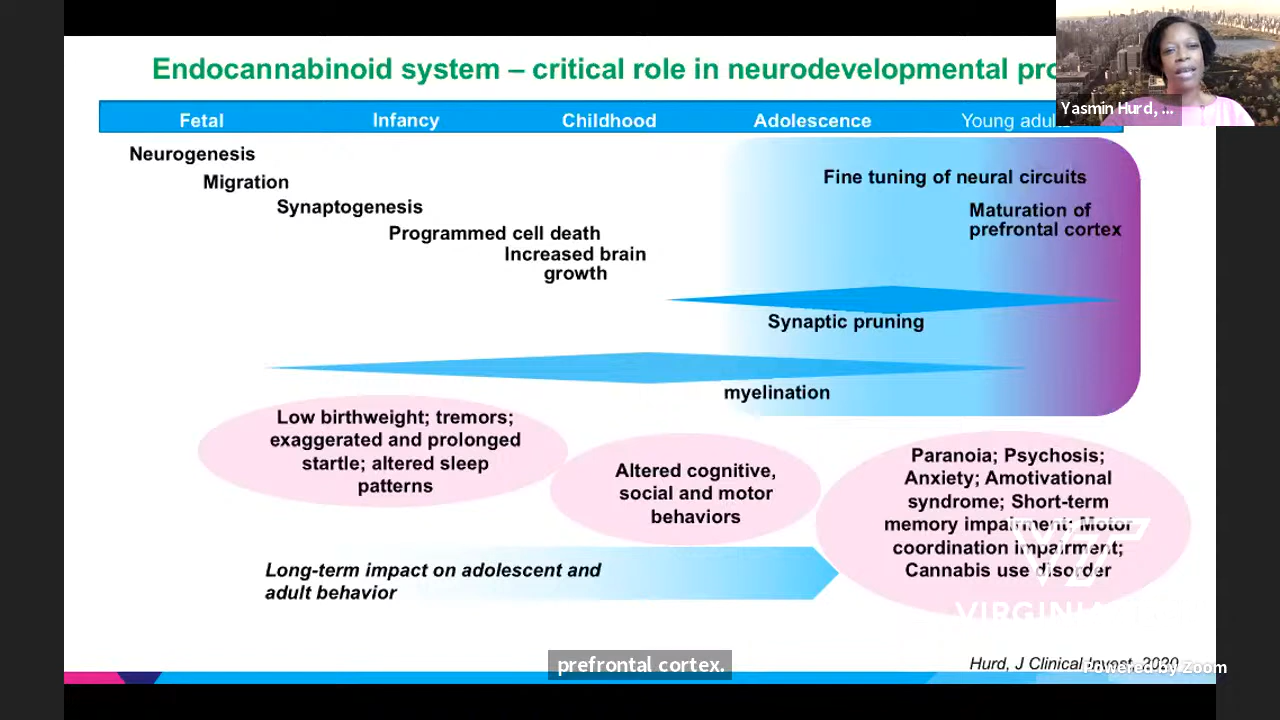 Endocannabinoid system – critical role in neurodevelopmental
Yasmin Hurd, ...
Fetal Infancy Childhood Adolescence Young adult
Neurogenesis
Migration
Synaptogenesis
Programmed cell death
Increased brain
growth
Fine tuning of neural circuits
Maturation of
prefrontal cortex
Synaptic pruning
myelination
Low birthweight; tremors;
exaggerated and prolonged
startle; altered sleep
patterns
Altered cognitive,
social and motor
behaviors
Paranoia; Psychosis;
Anxiety; Amotivational
syndrome; Short-term
memory impairment; Motor
coordination impairment;
Cannabis use disorder
Long-term impact on adolescent and
adult behavior
prefrontal cortex.
Hurd, J Clinical Invest, 2020
Powered by Zoom